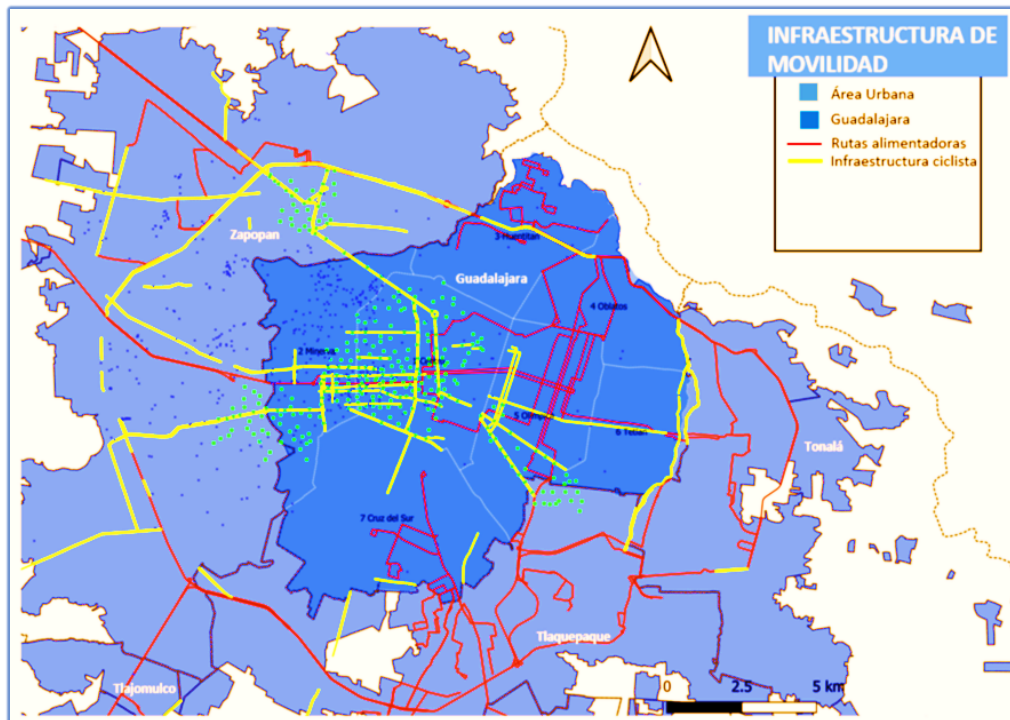 INFRAESTRUCTURA DE
MOVILIDAD
Área Urbana
Guadalajara
Rutas alimentadoras
Infraestructura ciclista
Zapopan
3 Huentitan
Guadalajara
4 Oblatos
2 Minerva
5 Olímpica
6 Tetlán
Tonalá
7 Cruz del Sur
Tlaquepaque
Tlajomulco
0 2.5 5 km